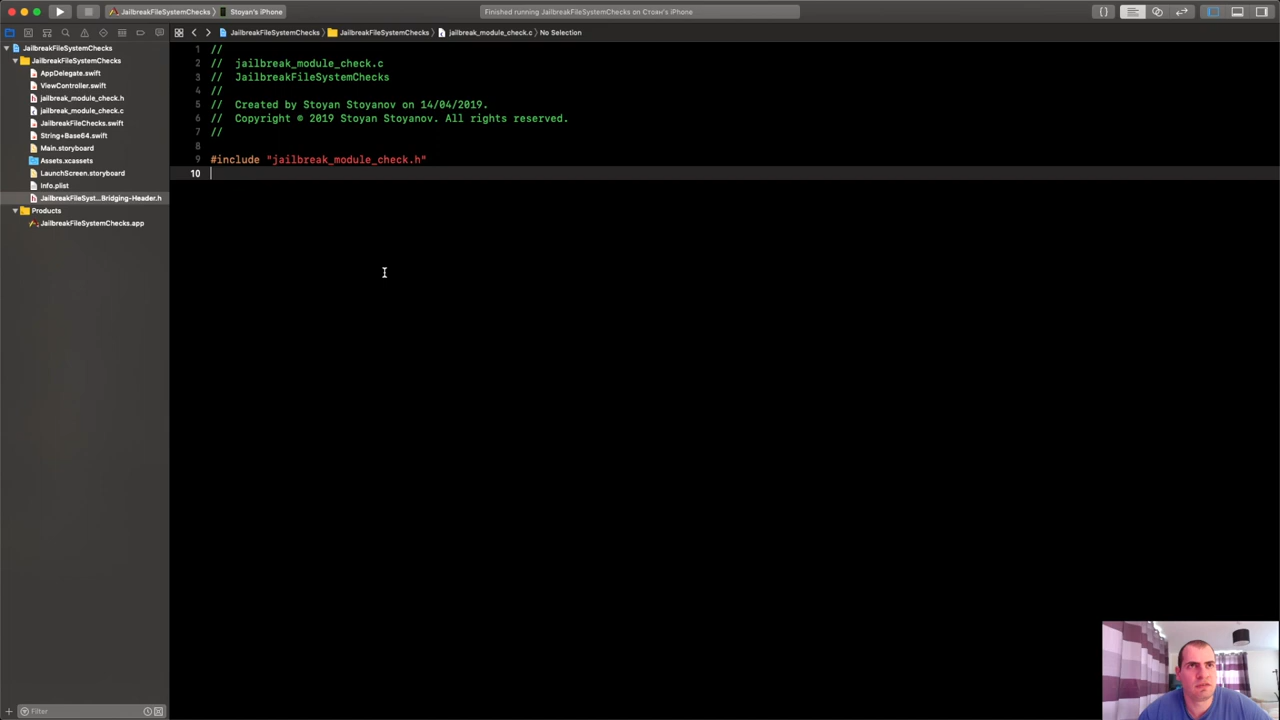 JailbreakFileSystemChecks
Stoyan's iPhone
Finished running JailbreakFileSystemChecks on Стоян's iPhone
JailbreakFileSystemChecks
JailbreakFileSystemChecks
jailbreak_module_check.c
No Selection
JailbreakFileSystemChecks
JailbreakFileSystemChecks
AppDelegate.swift
ViewController.swift
jailbreak_module_check.h
jailbreak_module_check.c
JailbreakFileChecks.swift
String+Base64.swift
Main.storyboard
Assets.xcassets
LaunchScreen.storyboard
Info.plist
JailbreakFileSyst...Bridging-Header.h
Products
JailbreakFileSystemChecks.app
Filter
1 //
2 // jailbreak_module_check.c
3 // JailbreakFileSystemChecks
4 //
5 // Created by Stoyan Stoyanov on 14/04/2019.
6 // Copyright © 2019 Stoyan Stoyanov. All rights reserved.
7 //
8
9 #include "jailbreak_module_check.h"
10